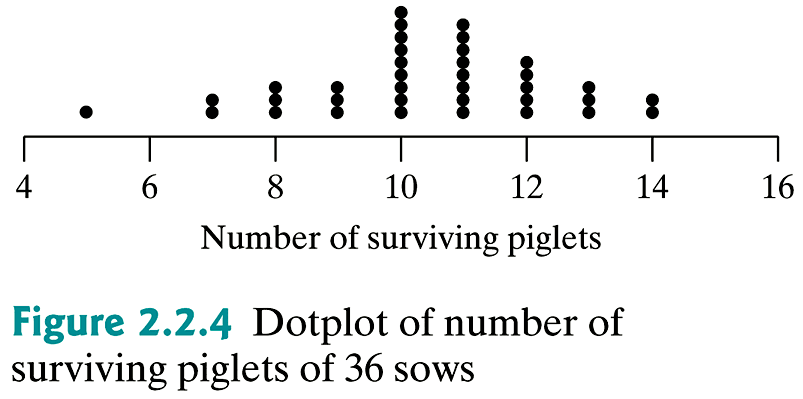 4 6 8 10 12 14 16
Number of surviving piglets
Figure 2.2.4 Dotplot of number of
surviving piglets of 36 sows